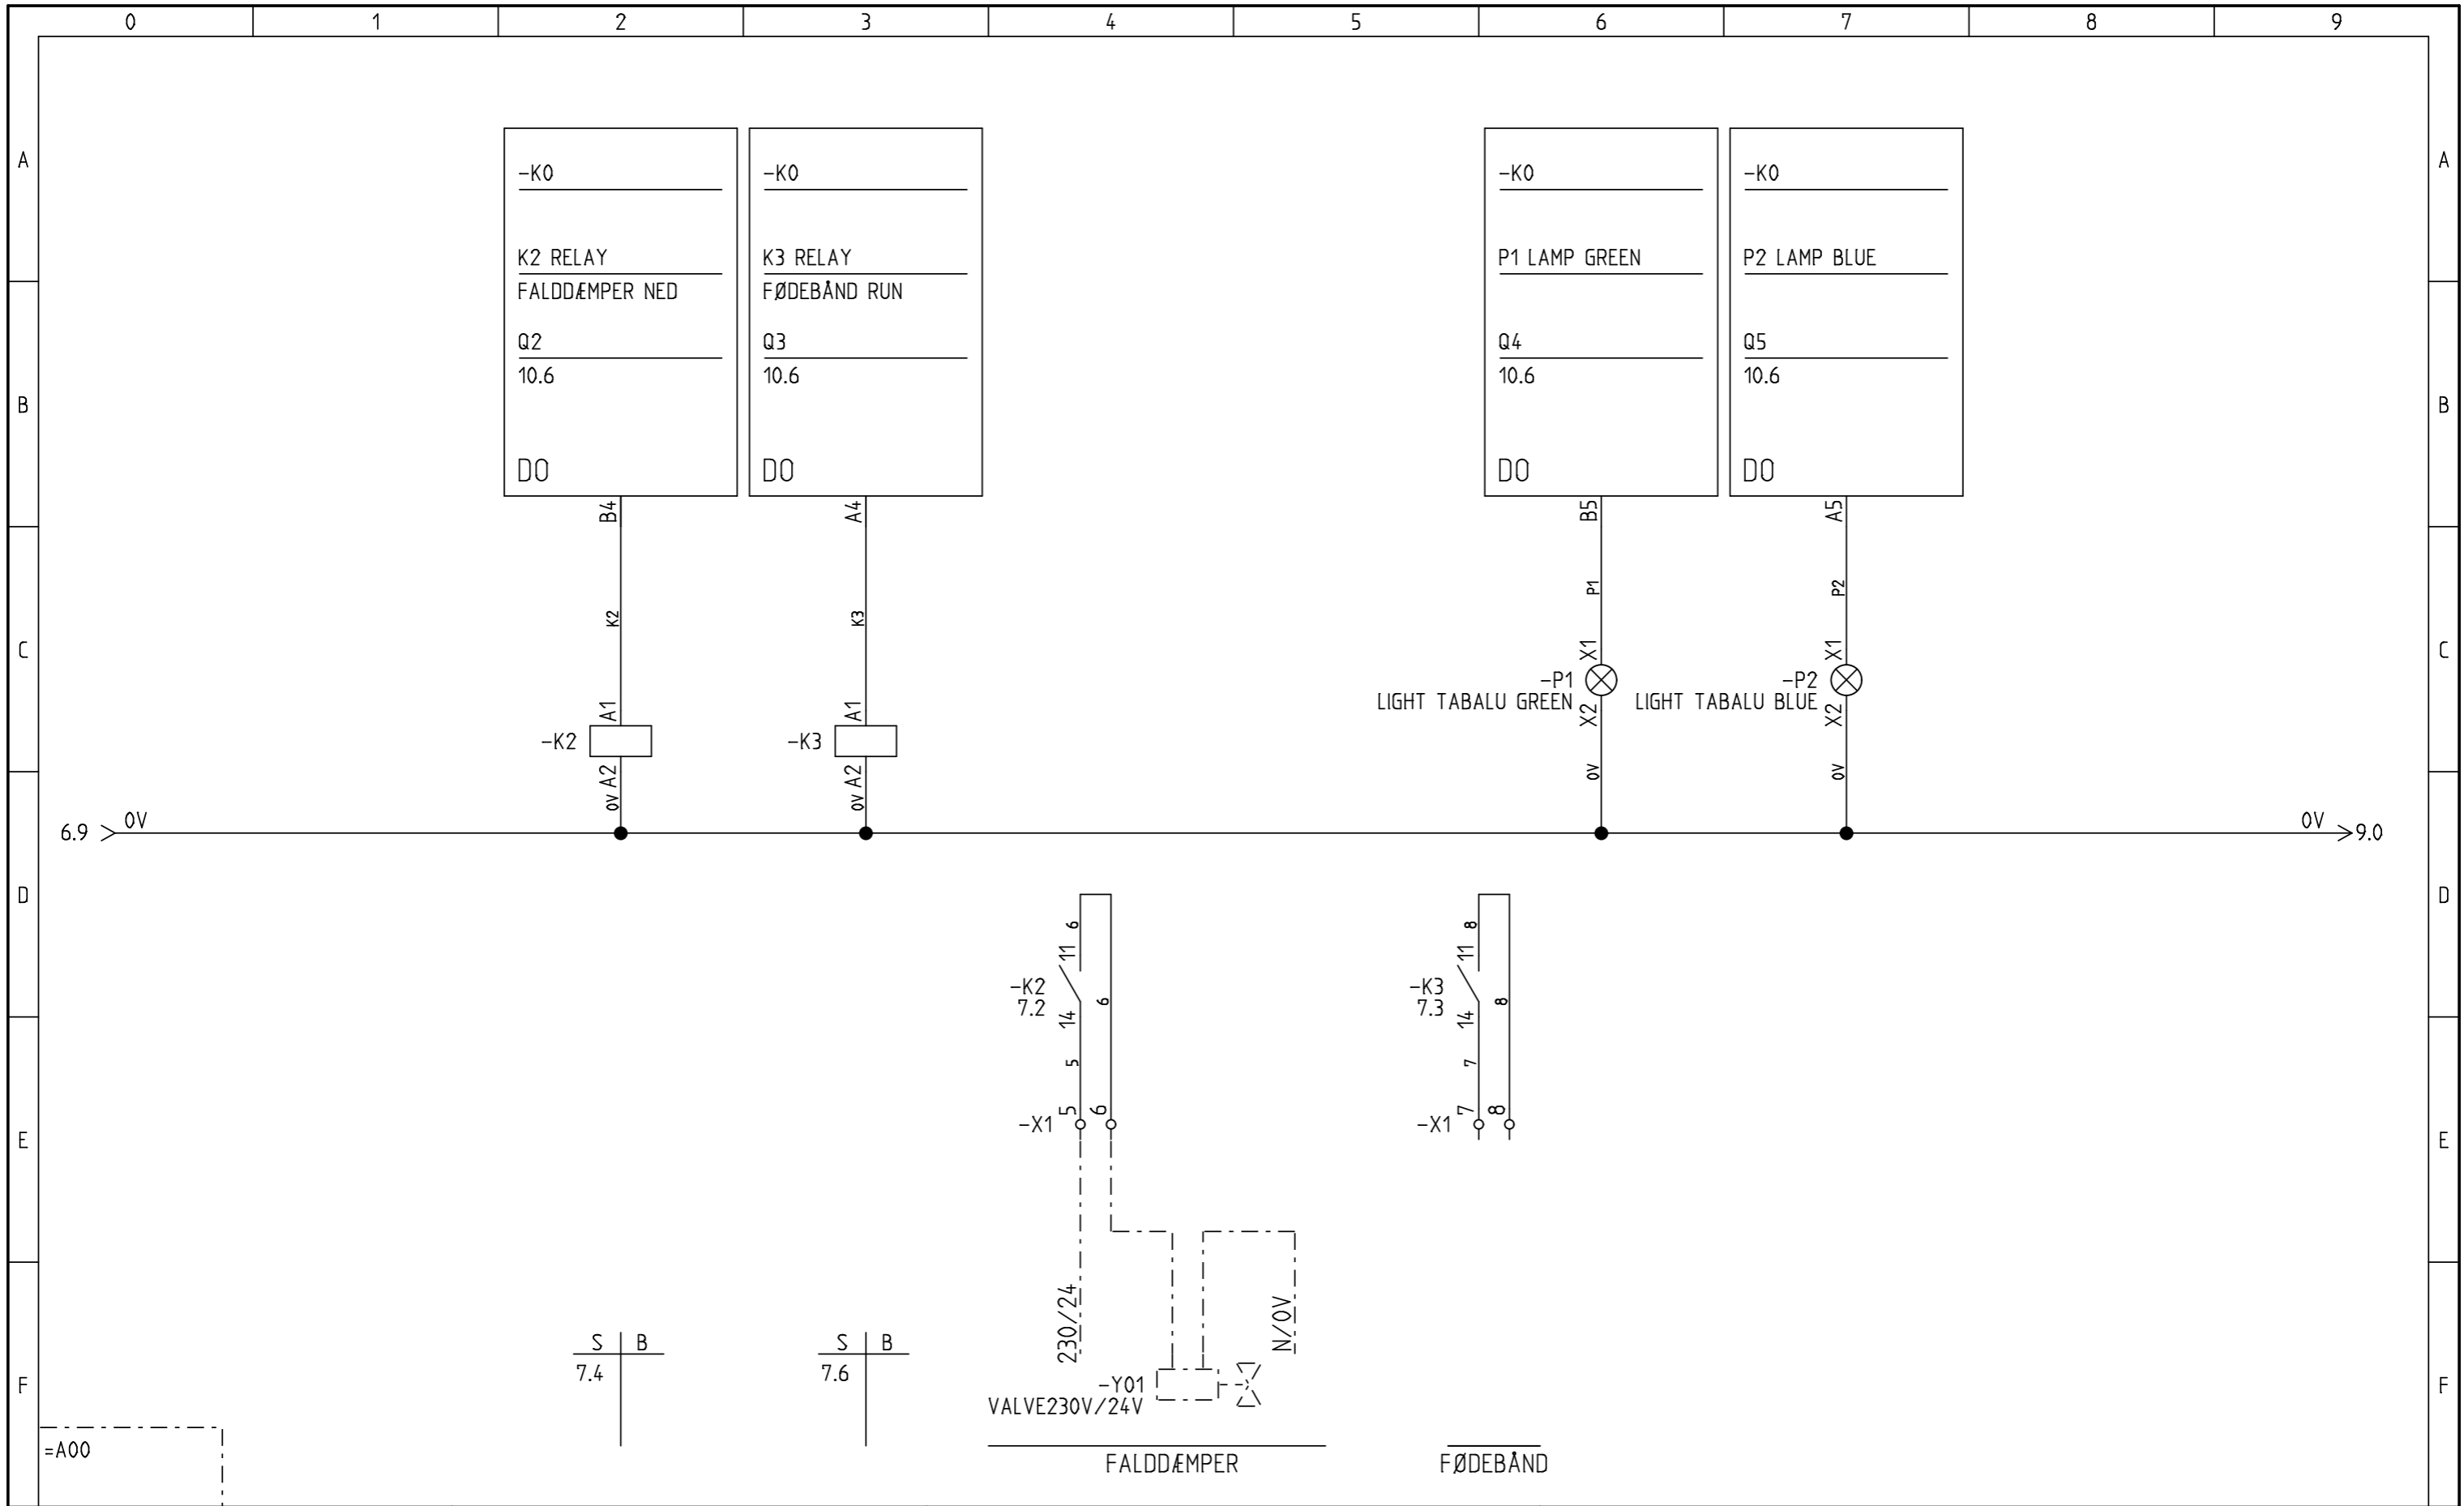 0 1 2 3 4 5 6 7 8 9
A A
-K0 -K0 -K0 -K0
K2 RELAY K3 RELAY P1 LAMP GREEN P2 LAMP BLUE
FALDDÆMPER NED FØDEBÅND RUN
Q2 Q3 Q4 Q5
10.6 10.6 10.6 10.6
B B
DO DO DO DO
B4 A4 B5 A5
K2 K3 P1 P2
C C
X1 X1
-P1 -P2
LIGHT TABALU GREEN LIGHT TABALU BLUE
X2 X2
A1 A1
-K2 -K3
A2 A2
0V 0V 0V 0V
6.9 0V 0V 9.0
D D
6 8
11 11
-K2 -K3
7.2 7.3
6 8
14 14
5 7
-X1 5 6 -X1 7 8
E E
230/24 N/0V
S B S B
7.4 7.6
F F
-Y01
VALVE230V/24V
=A00
FALDDÆMPER FØDEBÅND